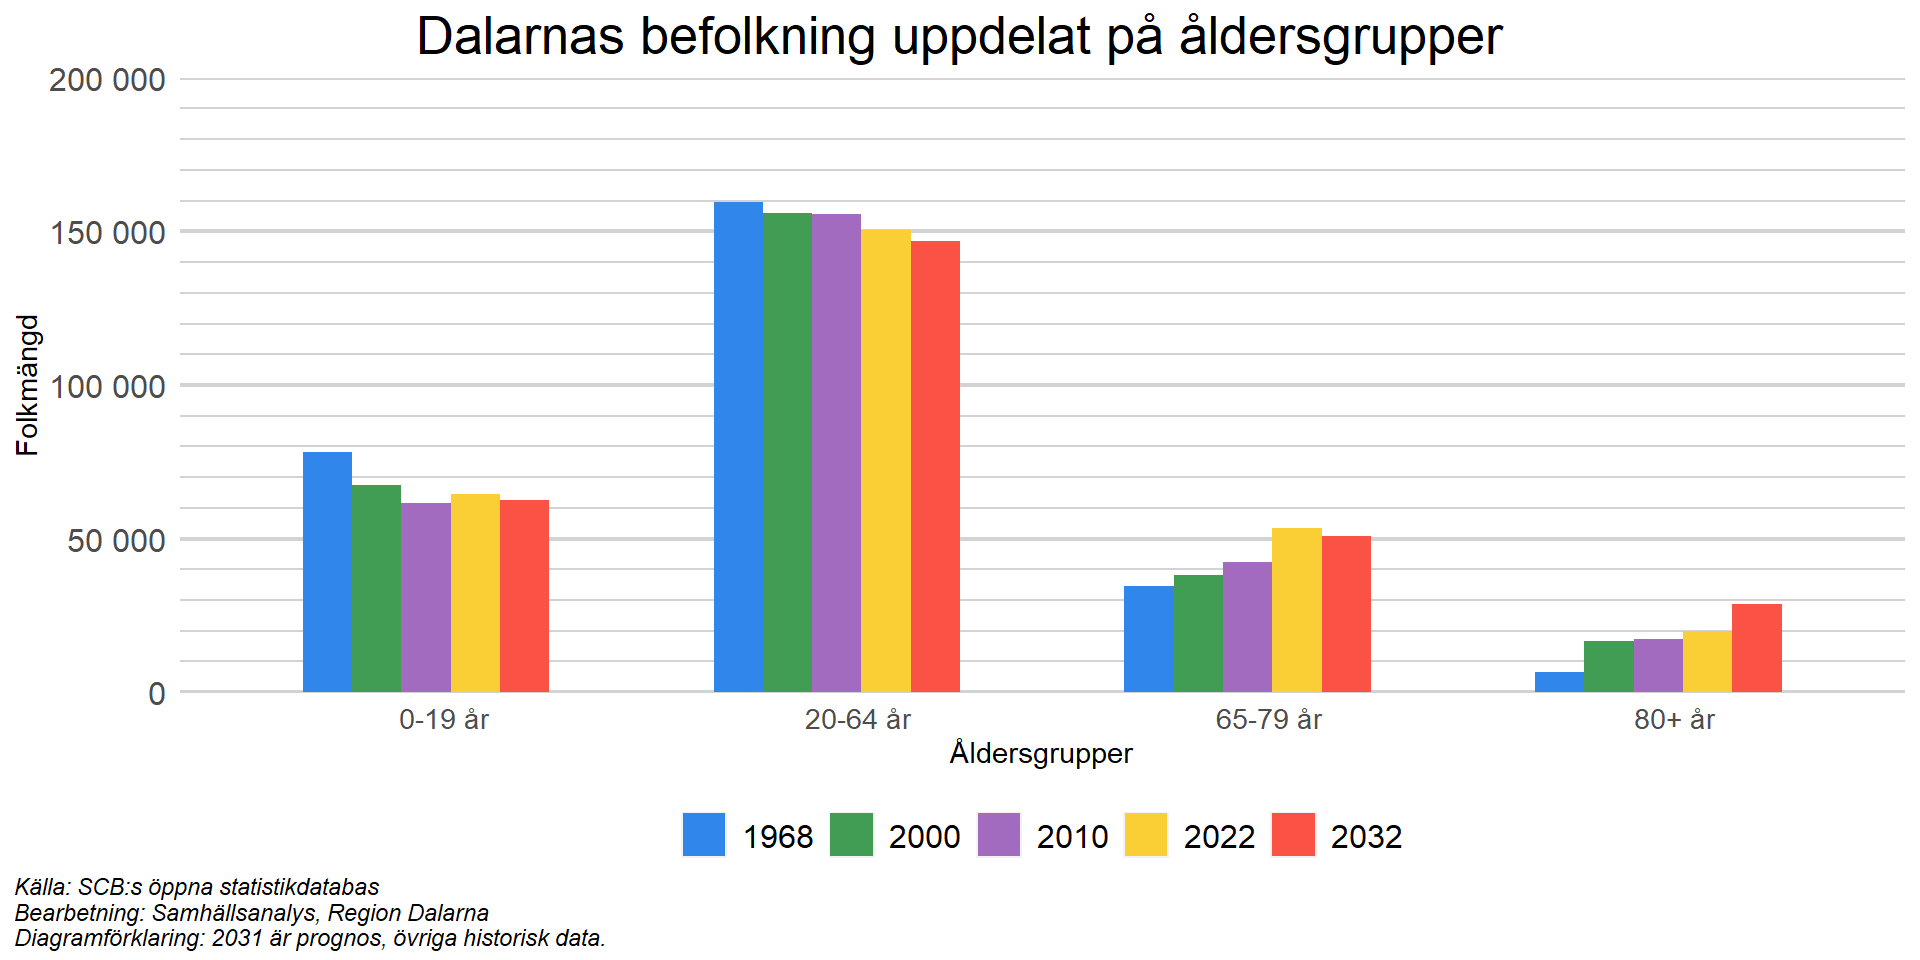 Dalarnas befolkning uppdelat på åldersgrupper
200 000
150 000
100 000
50 000
0
Folkmängd
0-19 år
20-64 år
65-79 år
80+ år
Åldersgrupper
1968
2000
2010
2022
2032
Källa: SCB:s öppna statistikdatabas
Bearbetning: Samhällsanalys, Region Dalarna
Diagramförklaring: 2031 är prognos, övriga historisk data.